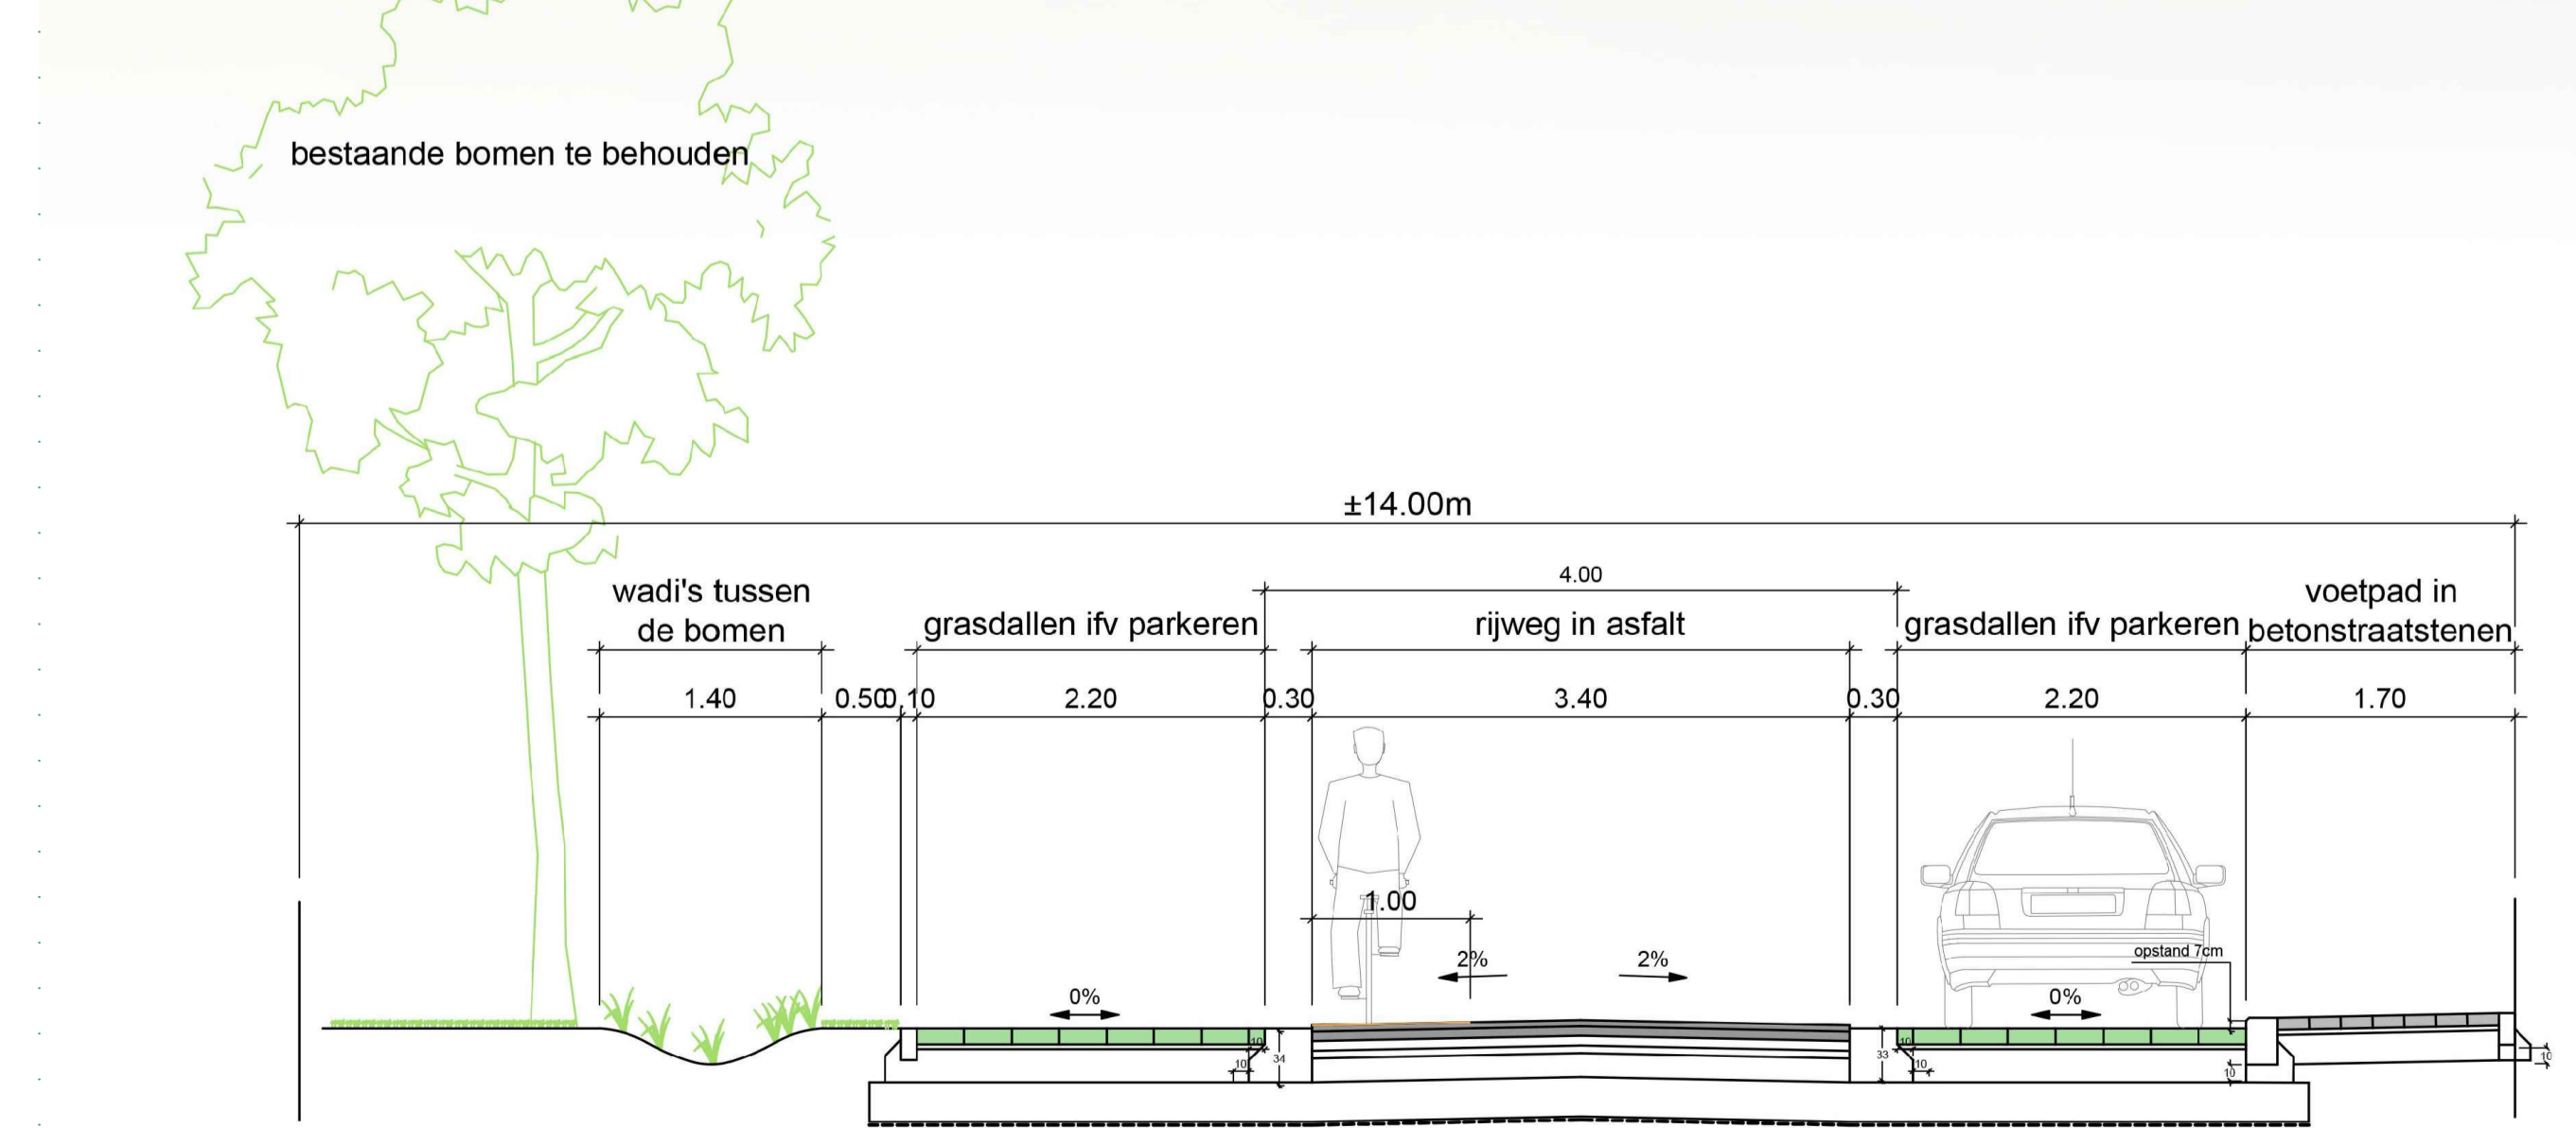 bestaande bomen te behouden
±14.00m
4.00
wadi's tussen
de bomen
grasdallen ifv parkeren
rijweg in asfalt
grasdallen ifv parkeren
voetpad in
betonstraatstenen
1.40
0.50
0.10
2.20
0.30
3.40
0.30
2.20
1.70
1.00
2%
2%
opstand 7cm
0%
0%
10
34
10
33
10
10
10
10